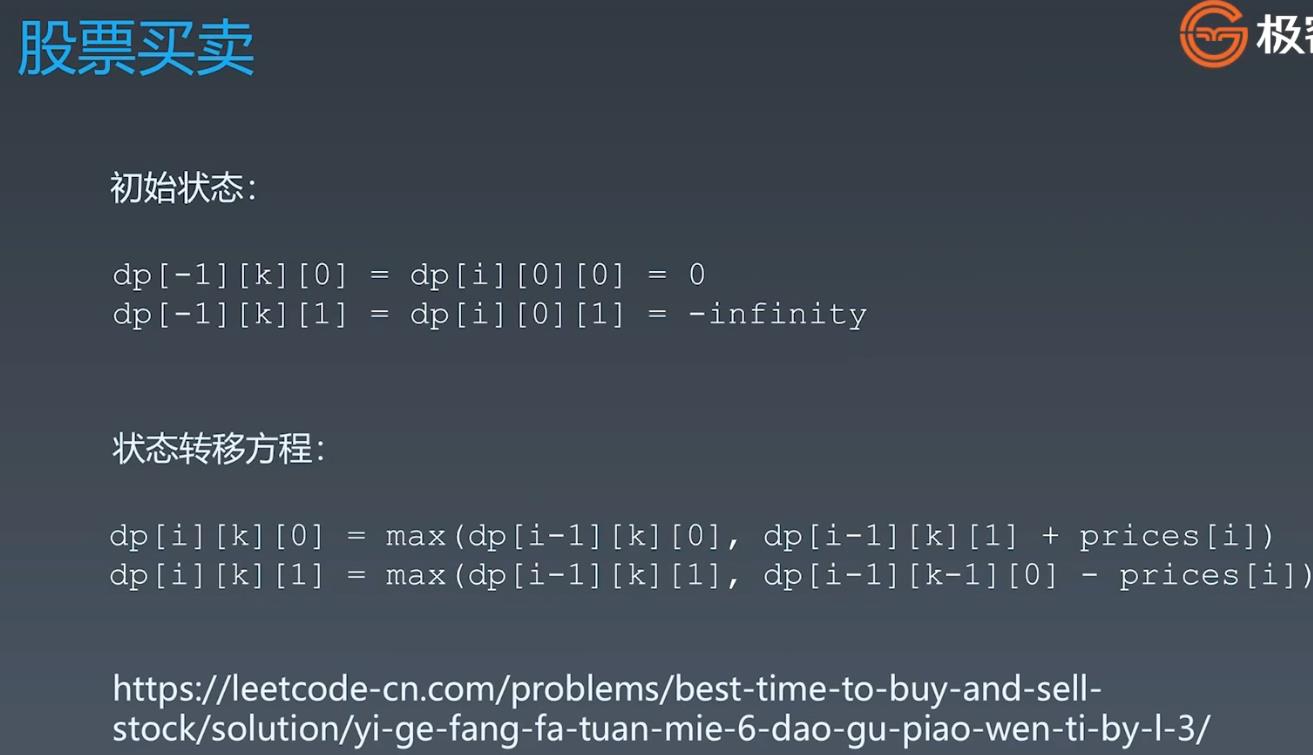 股票买卖
极客
初始状态：
dp[-1][k][0] = dp[i][0][0] = 0
dp[-1][k][1] = dp[i][0][1] = -infinity
状态转移方程：
dp[i][k][0] = max(dp[i-1][k][0], dp[i-1][k][1] + prices[i])
dp[i][k][1] = max(dp[i-1][k][1], dp[i-1][k-1][0] - prices[i])
https://leetcode-cn.com/problems/best-time-to-buy-and-sell-
stock/solution/yi-ge-fang-fa-tuan-mie-6-dao-gu-piao-wen-ti-by-l-3/